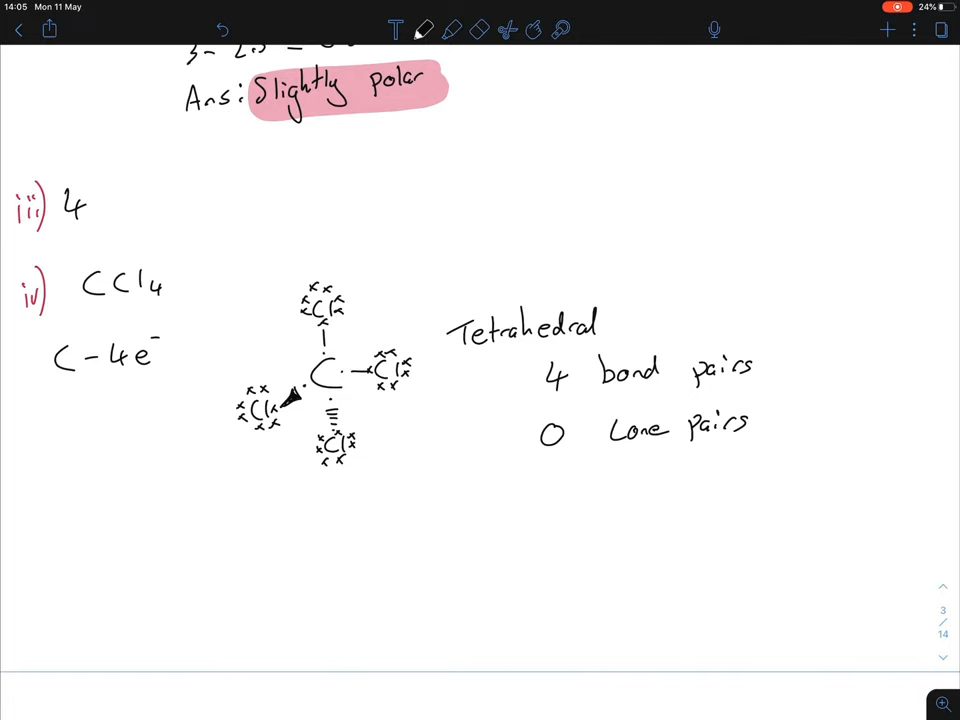 14:05 Mon 11 May
24%
Ans: Slightly polar
iii) 4
iv) CCl4
C - 4e-
Cl
C
Cl
Cl
Cl
Tetrahedral
4 bond pairs
0 Lone pairs
3
/
14